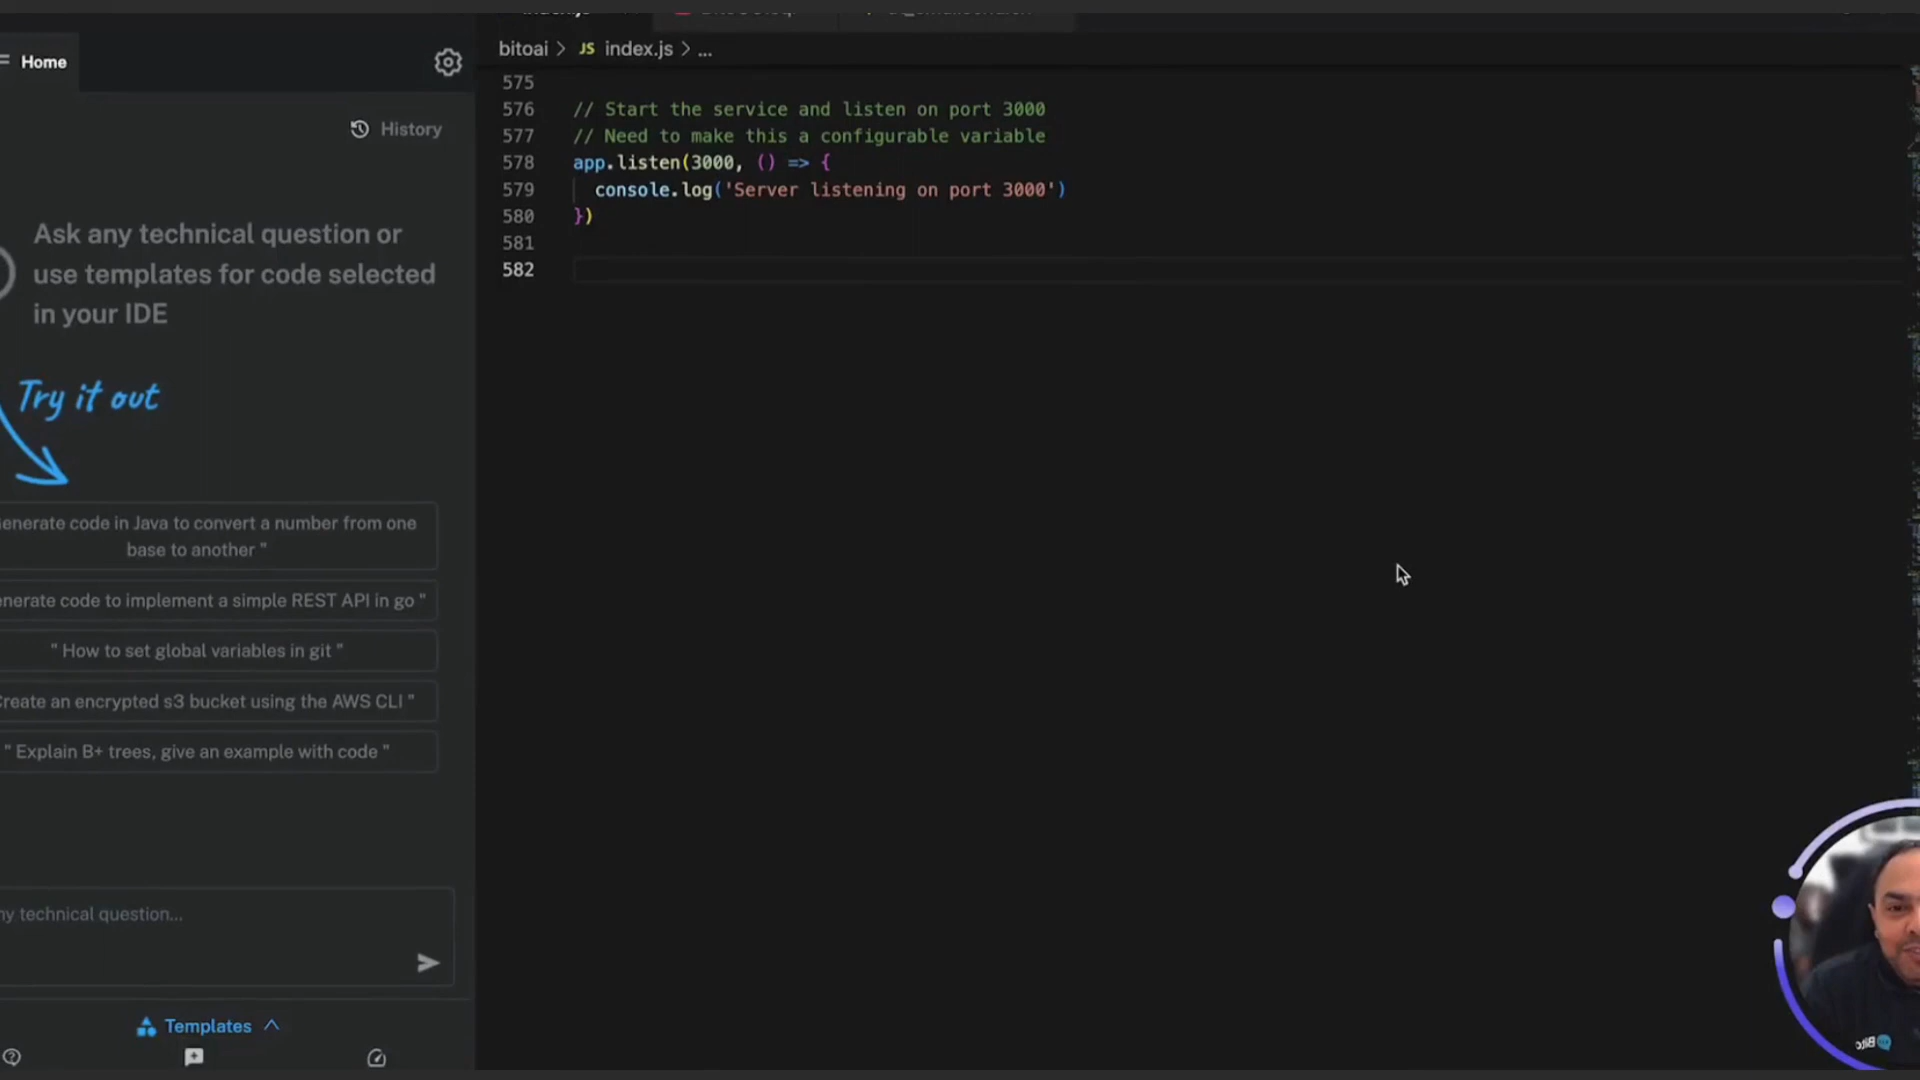 Home
History
Ask any technical question or
use templates for code selected
in your IDE
Try it out
enerate code in Java to convert a number from one
base to another "
enerate code to implement a simple REST API in go "
" How to set global variables in git "
Create an encrypted s3 bucket using the AWS CLI "
" Explain B+ trees, give an example with code "
ny technical question...
Templates
bitoai > JS index.js > ...
575
576 // Start the service and listen on port 3000
577 // Need to make this a configurable variable
578 app.listen(3000, () => {
579 console.log('Server listening on port 3000')
580 })
581
582
Bito